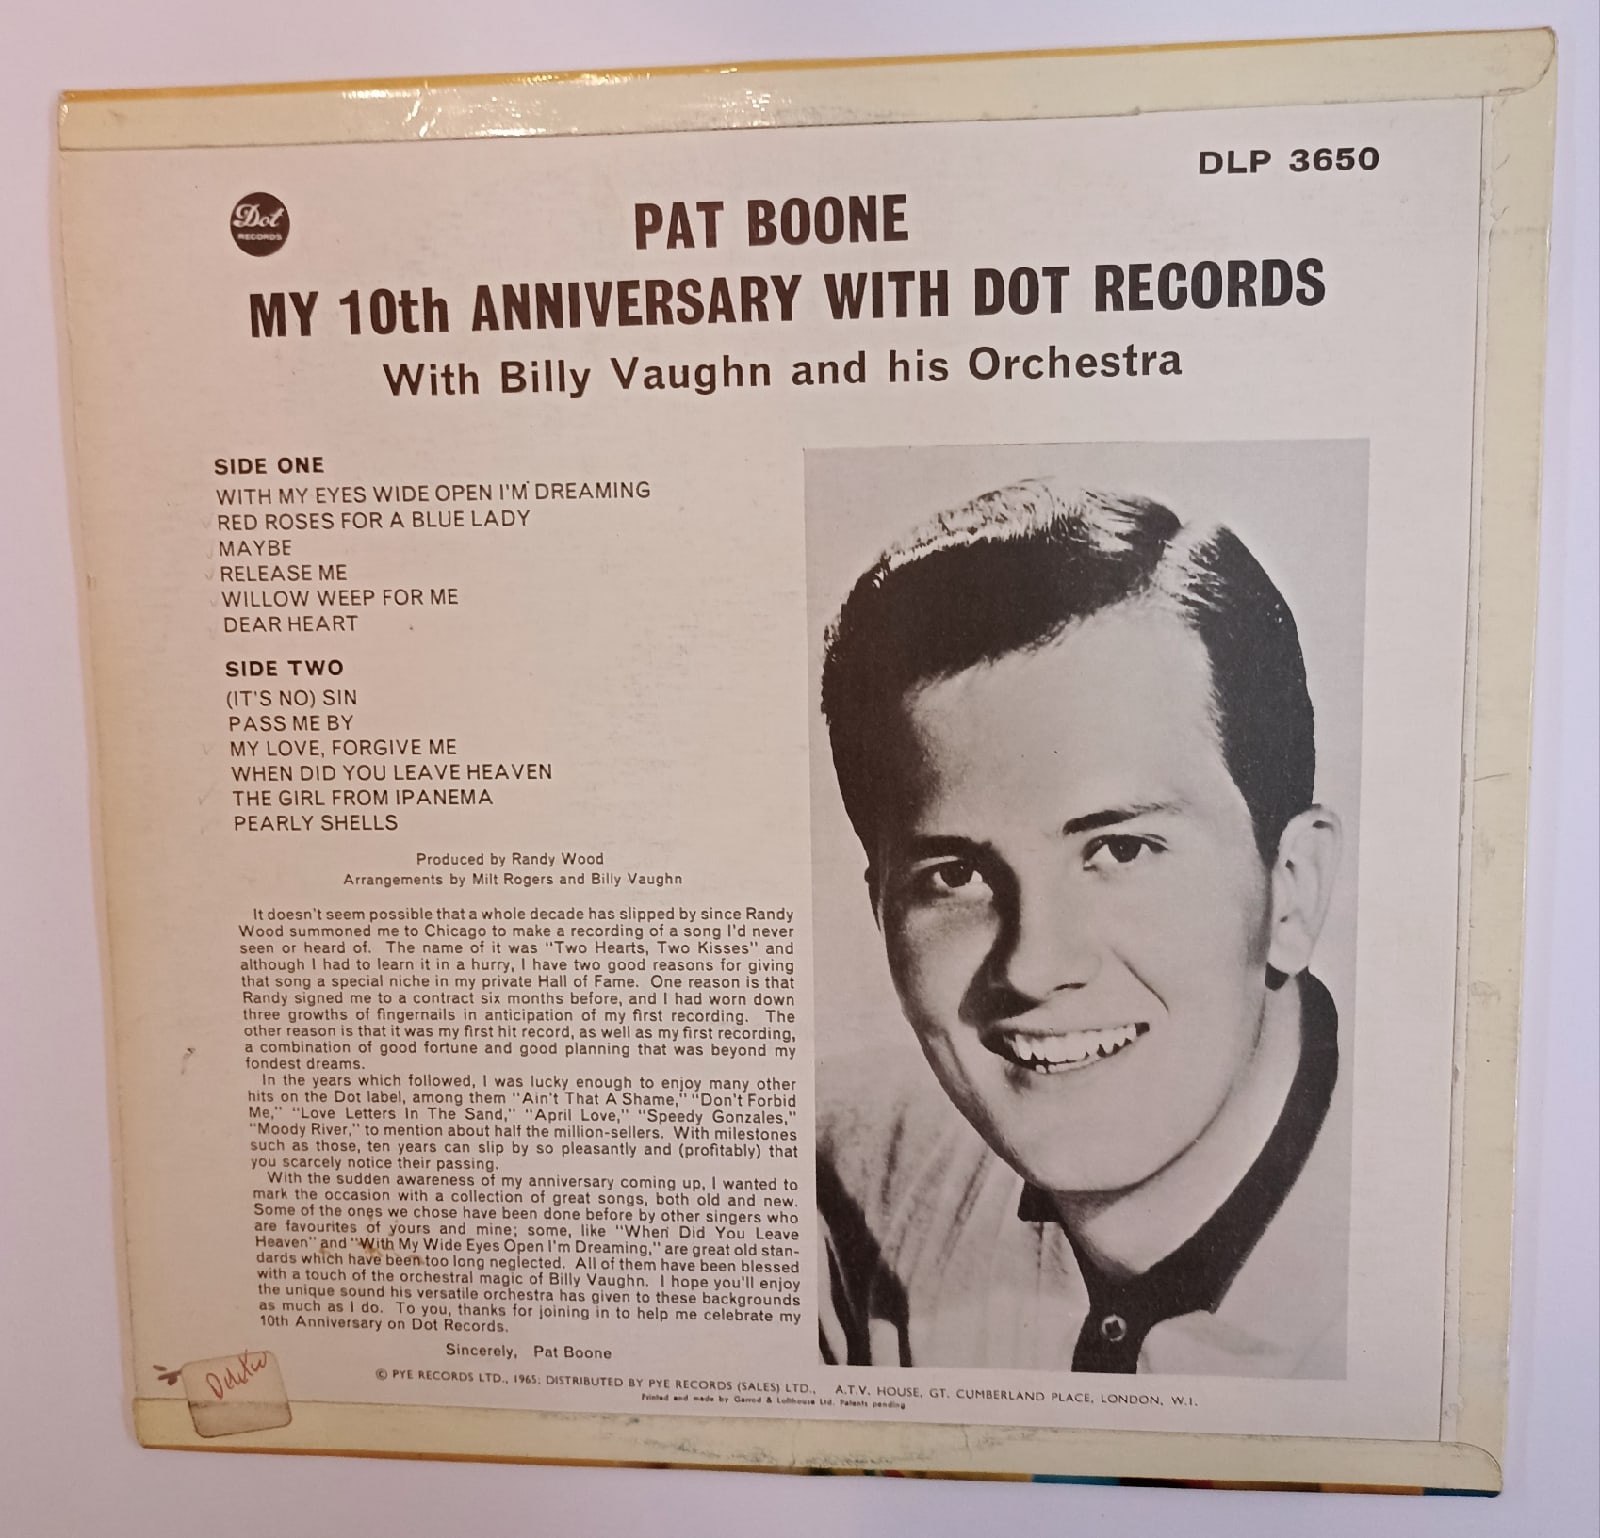 DLP 3650
Dot
RECORDS
PAT BOONE
MY 10th ANNIVERSARY WITH DOT RECORDS
With Billy Vaughn and his Orchestra
SIDE ONE
WITH MY EYES WIDE OPEN I'M DREAMING
RED ROSES FOR A BLUE LADY
MAYBE
RELEASE ME
WILLOW WEEP FOR ME
DEAR HEART
SIDE TWO
(IT'S NO) SIN
PASS ME BY
MY LOVE, FORGIVE ME
WHEN DID YOU LEAVE HEAVEN
THE GIRL FROM IPANEMA
PEARLY SHELLS
Produced by Randy Wood
Arrangements by Milt Rogers and Billy Vaughn
It doesn't seem possible that a whole decade has slipped by since Randy
Wood summoned me to Chicago to make a recording of a song I'd never
seen or heard of. The name of it was "Two Hearts, Two Kisses" and
although I had to learn it in a hurry, I have two good reasons for giving
that song a special niche in my private Hall of Fame. One reason is that
Randy signed me to a contract six months before, and I had worn down
three growths of fingernails in anticipation of my first recording. The
other reason is that it was my first hit record, as well as my first recording,
a combination of good fortune and good planning that was beyond my
fondest dreams.
In the years which followed, I was lucky enough to enjoy many other
hits on the Dot label, among them "Ain't That A Shame," "Don't Forbid
Me," "Love Letters In The Sand," "April Love," "Speedy Gonzales,"
"Moody River," to mention about half the million-sellers. With milestones
such as those, ten years can slip by so pleasantly and (profitably) that
you scarcely notice their passing.
With the sudden awareness of my anniversary coming up, I wanted to
mark the occasion with a collection of great songs, both old and new.
Some of the ones we chose have been done before by other singers who
are favourites of yours and mine; some, like "When Did You Leave
Heaven" and "With My Wide Eyes Open I'm Dreaming," are great old stan-
dards which have been too long neglected. All of them have been blessed
with a touch of the orchestral magic of Billy Vaughn. I hope you'll enjoy
the unique sound his versatile orchestra has given to these backgrounds
as much as I do. To you, thanks for joining in to help me celebrate my
10th Anniversary on Dot Records.
Sincerely, Pat Boone
© PYE RECORDS LTD., 1965: DISTRIBUTED BY PYE RECORDS (SALES) LTD., A.T.V. HOUSE, GT. CUMBERLAND PLACE, LONDON, W.I.
Printed and made by Garrod & Lofthouse Ltd. Patents pending